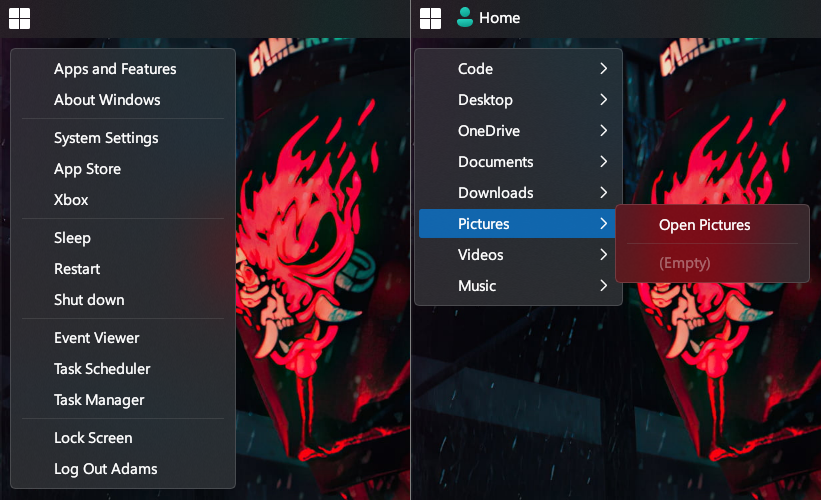 Home
Apps and Features
About Windows
System Settings
App Store
Xbox
Sleep
Restart
Shut down
Event Viewer
Task Scheduler
Task Manager
Lock Screen
Log Out Adams
Code
Desktop
OneDrive
Documents
Downloads
Pictures
Videos
Music
Open Pictures
(Empty)